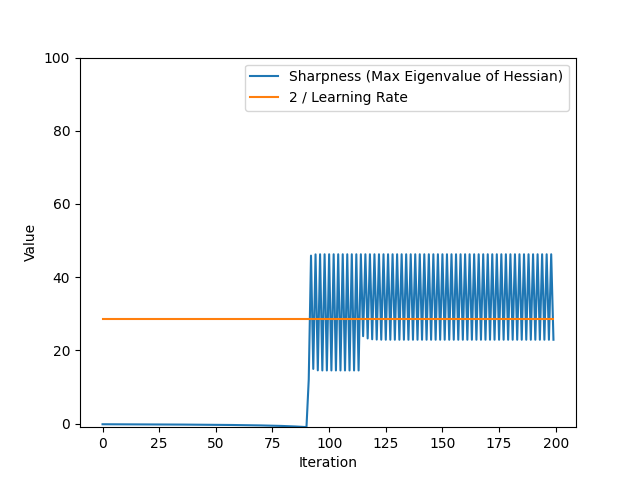 Sharpness (Max Eigenvalue of Hessian)
2 / Learning Rate
100
80
60
40
20
0
Value
0 25 50 75 100 125 150 175 200
Iteration